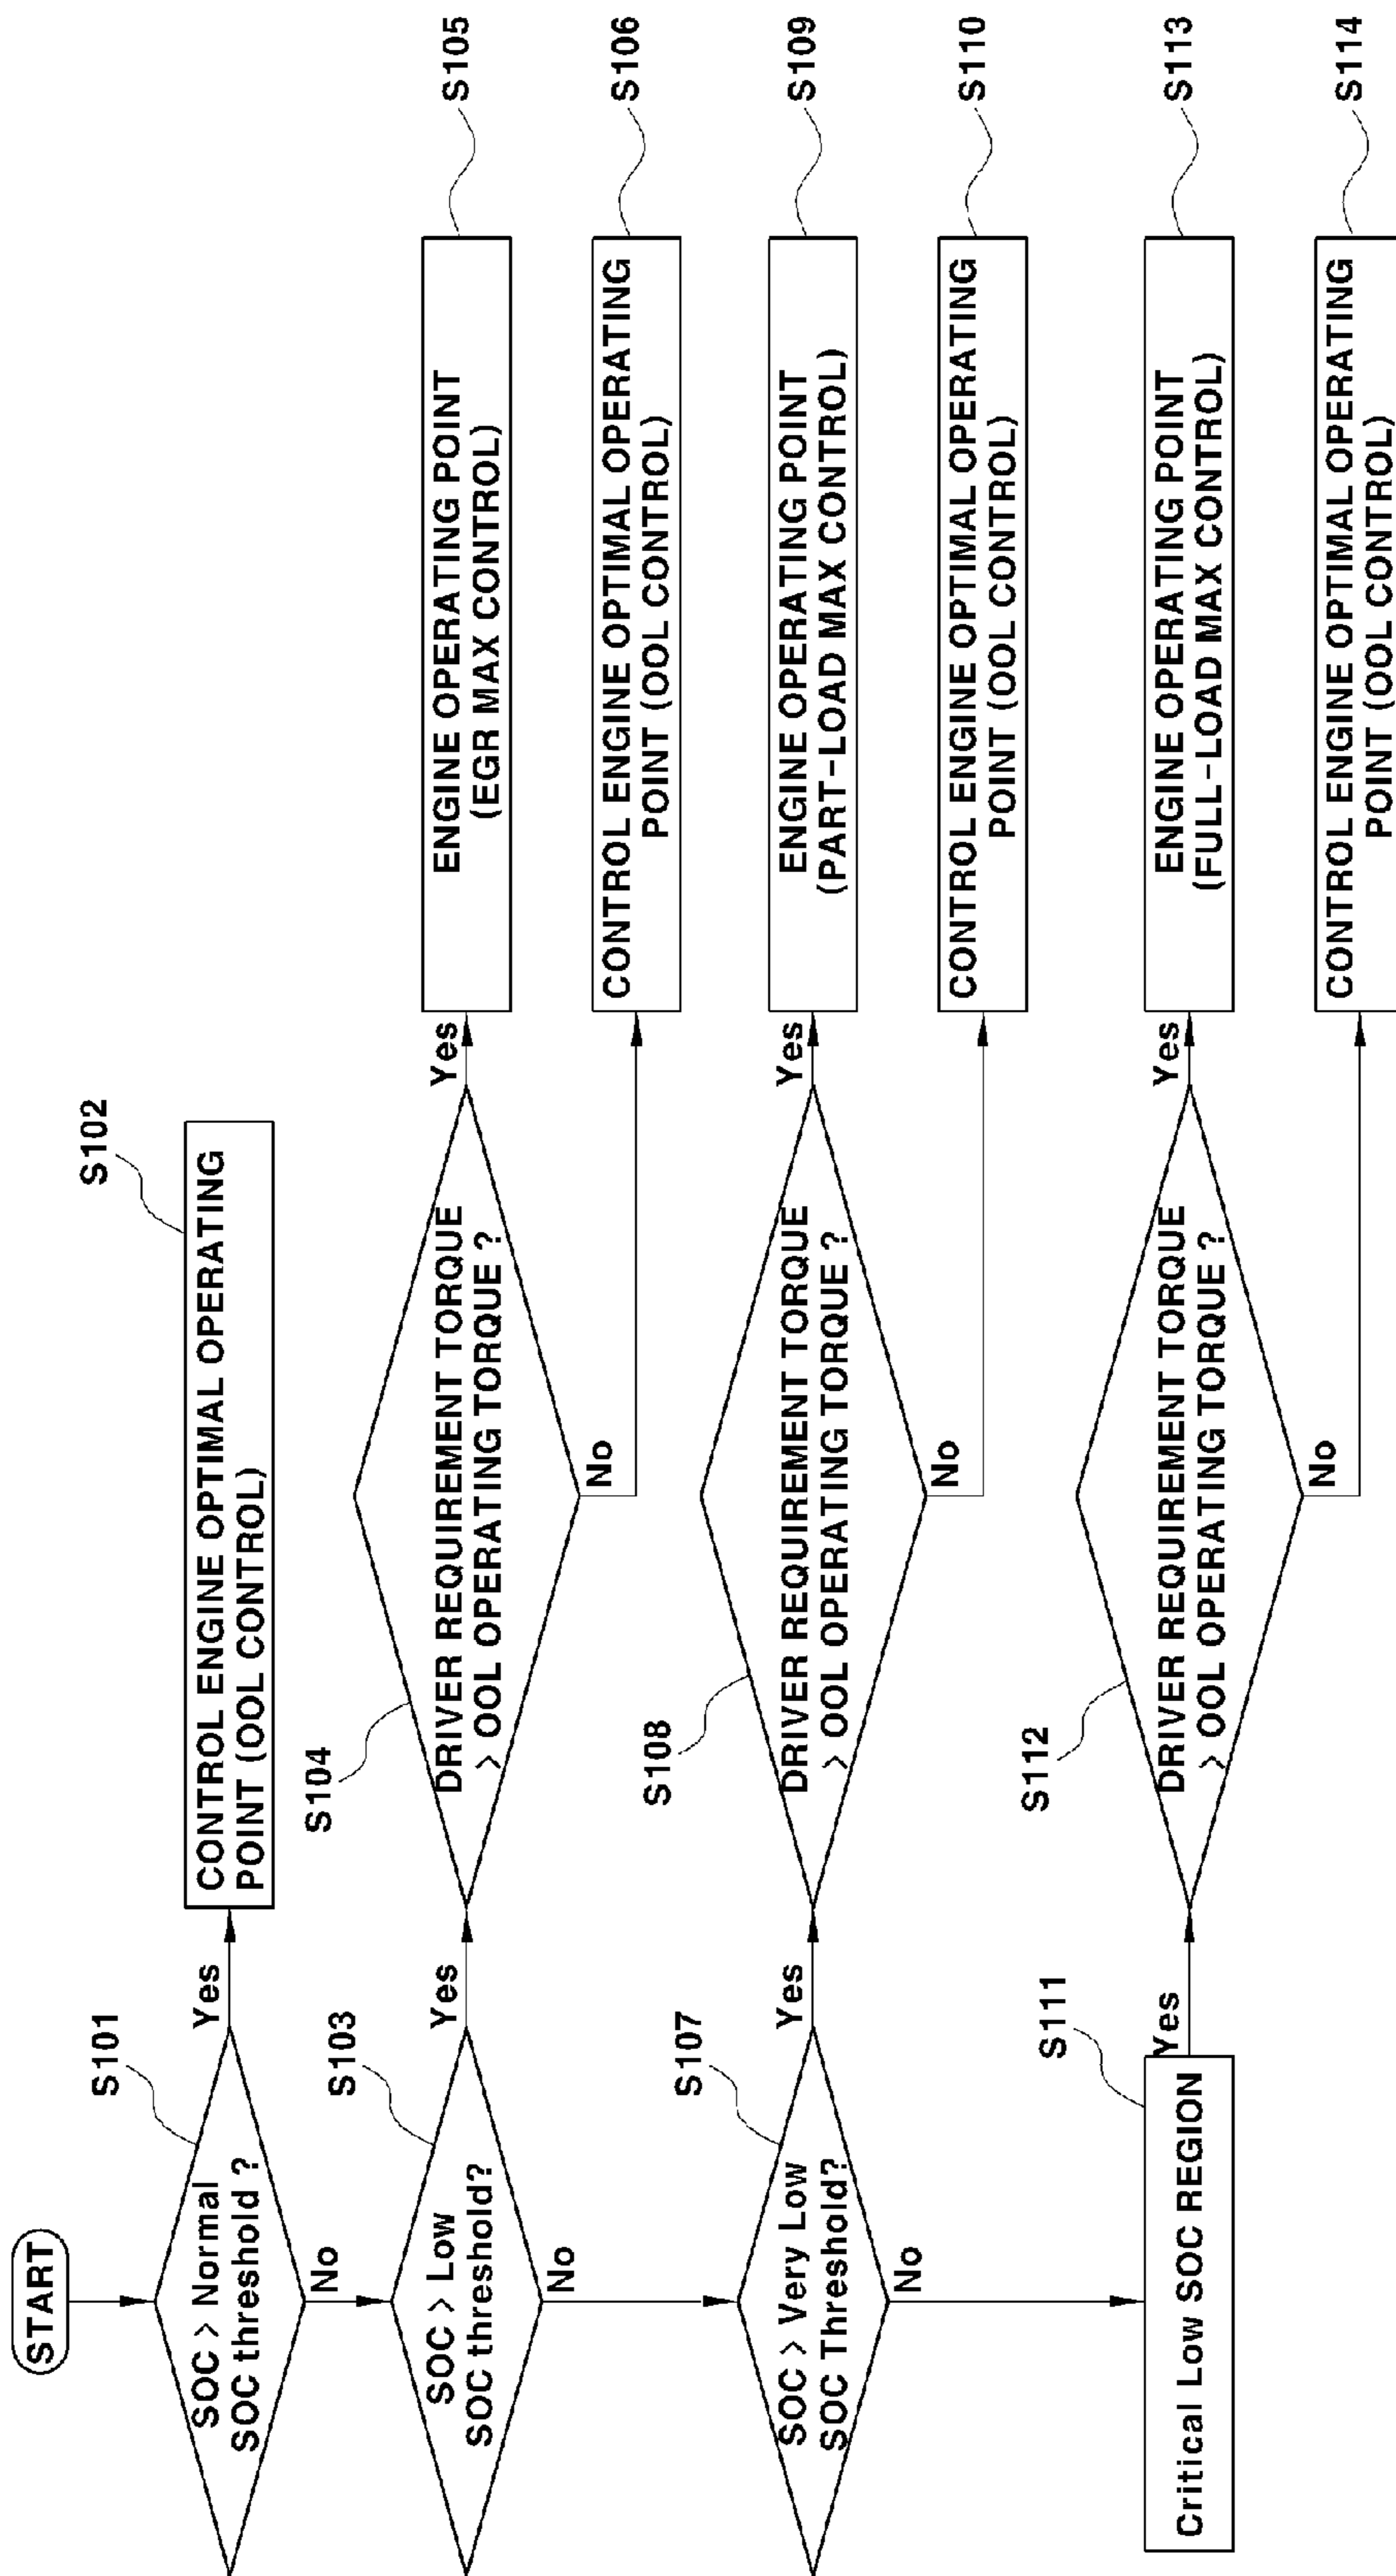 START
S101
SOC > Normal
SOC threshold ?
Yes
No
S102
CONTROL ENGINE OPTIMAL OPERATING
POINT (OOL CONTROL)
S103
SOC > Low
SOC threshold?
Yes
No
S104
DRIVER REQUIREMENT TORQUE
> OOL OPERATING TORQUE ?
Yes
No
ENGINE OPERATING POINT
(EGR MAX CONTROL)
S105
CONTROL ENGINE OPTIMAL OPERATING
POINT (OOL CONTROL)
S106
S107
SOC > Very Low
SOC Threshold?
Yes
No
S108
DRIVER REQUIREMENT TORQUE
> OOL OPERATING TORQUE ?
Yes
No
ENGINE OPERATING POINT
(PART-LOAD MAX CONTROL)
S109
CONTROL ENGINE OPTIMAL OPERATING
POINT (OOL CONTROL)
S110
S111
Critical Low SOC REGION
Yes
S112
DRIVER REQUIREMENT TORQUE
> OOL OPERATING TORQUE ?
Yes
No
ENGINE OPERATING POINT
(FULL-LOAD MAX CONTROL)
S113
CONTROL ENGINE OPTIMAL OPERATING
POINT (OOL CONTROL)
S114